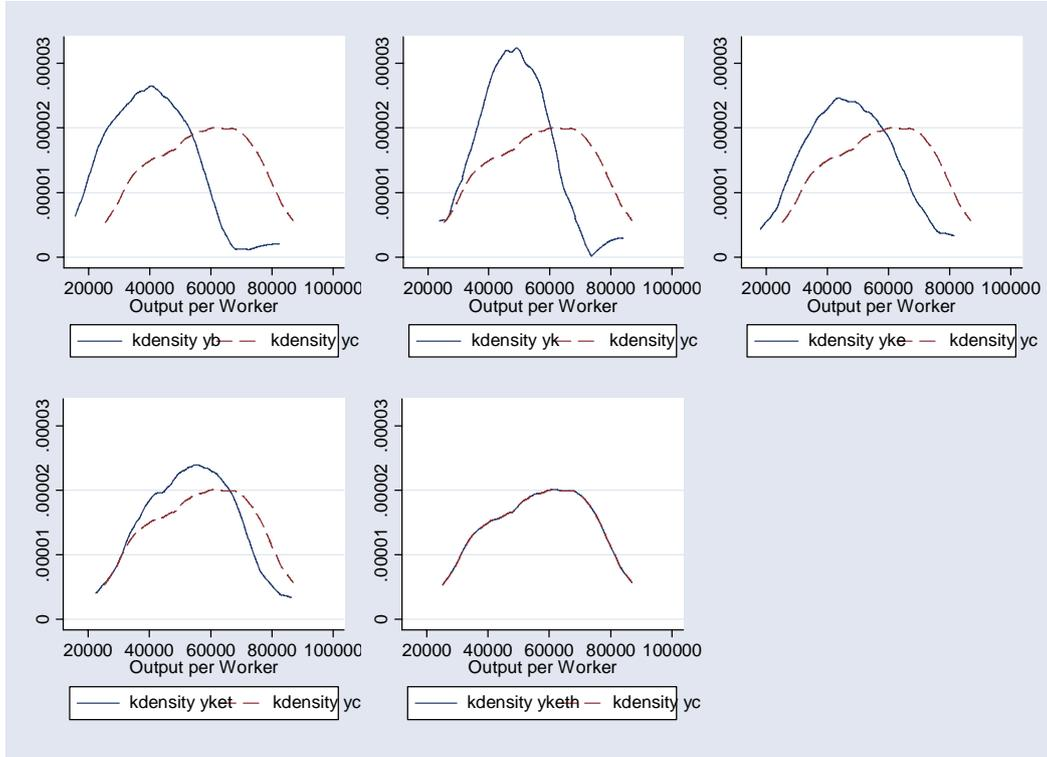 0 .00001 .00002 .00003
20000 40000 60000 80000 100000
Output per Worker
kdensity yb kdensity yc
0 .00001 .00002 .00003
20000 40000 60000 80000 100000
Output per Worker
kdensity yk kdensity yc
0 .00001 .00002 .00003
20000 40000 60000 80000 100000
Output per Worker
kdensity yke kdensity yc
0 .00001 .00002 .00003
20000 40000 60000 80000 100000
Output per Worker
kdensity yket kdensity yc
0 .00001 .00002 .00003
20000 40000 60000 80000 100000
Output per Worker
kdensity yketh kdensity yc